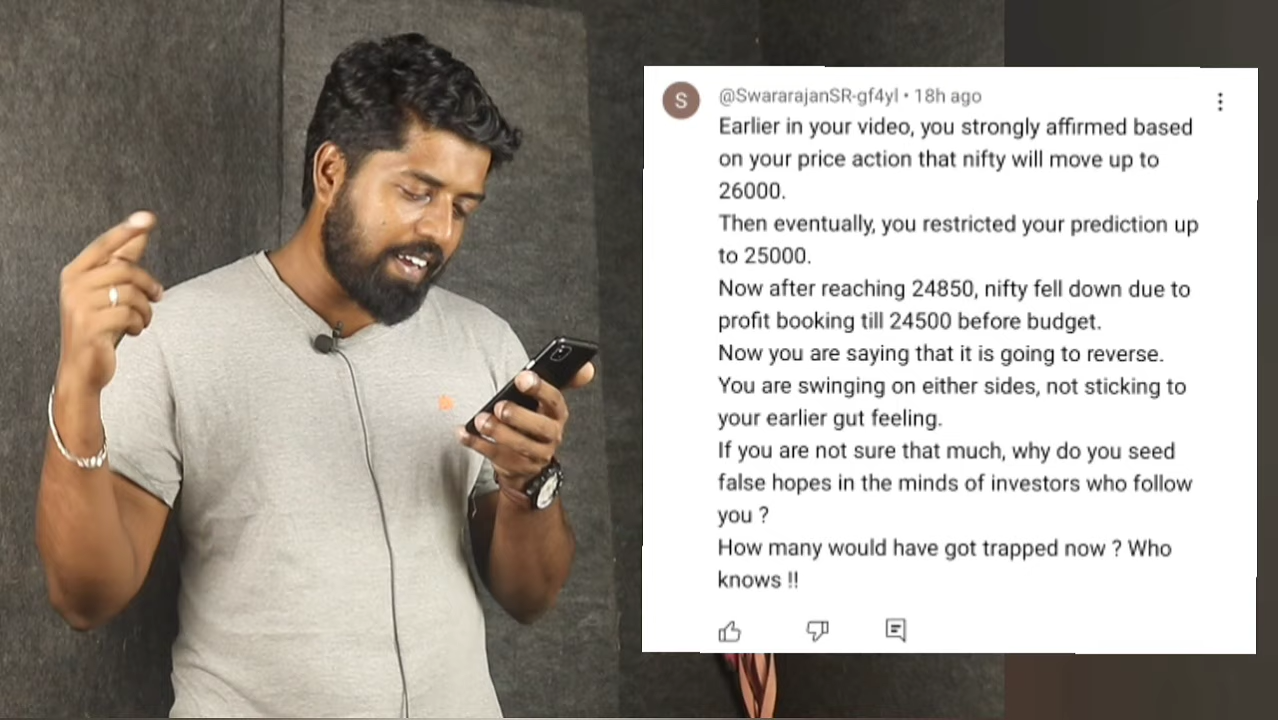 S
@SwararajanSR-gf4yl • 18h ago
Earlier in your video, you strongly affirmed based
on your price action that nifty will move up to
26000.
Then eventually, you restricted your prediction up
to 25000.
Now after reaching 24850, nifty fell down due to
profit booking till 24500 before budget.
Now you are saying that it is going to reverse.
You are swinging on either sides, not sticking to
your earlier gut feeling.
If you are not sure that much, why do you seed
false hopes in the minds of investors who follow
you ?
How many would have got trapped now ? Who
knows !!